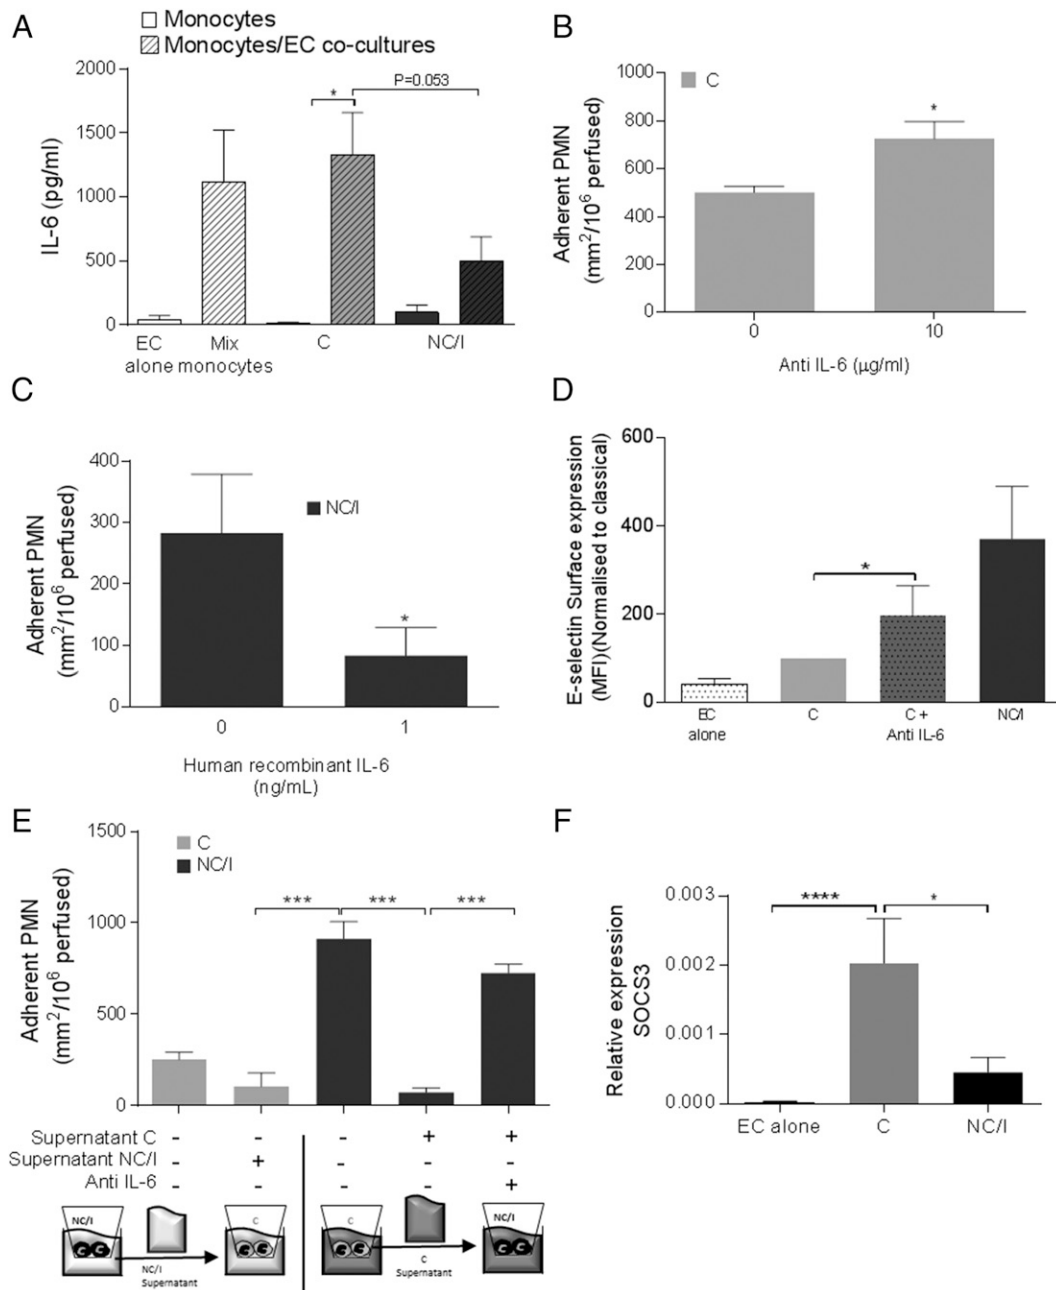 A
Monocytes
Monocytes/EC co-cultures
2000
1500
1000
500
0
IL-6 (pg/ml)
*
P=0.053
EC alone
Mix monocytes
C
NC/I
B
1000
800
600
400
200
0
Adherent PMN
(mm²/10⁶ perfused)
C
*
0
10
Anti IL-6 (μg/ml)
C
400
300
200
100
0
Adherent PMN
(mm²/10⁶ perfused)
NC/I
*
0
1
Human recombinant IL-6
(ng/mL)
D
600
400
200
0
E-selectin Surface expression
(MFI)(Normalised to classical)
*
EC alone
C
C + Anti IL-6
NC/I
E
1500
1000
500
0
Adherent PMN
(mm²/10⁶ perfused)
C
NC/I
*** *** ***
Supernatant C - - - + +
Supernatant NC/I - + - - -
Anti IL-6 - - - - +
NC/I
NC/I
Supernatant
C
C
C
Supernatant
NC/I
F
0.003
0.002
0.001
0.000
Relative expression
SOCS3
**** *
EC alone
C
NC/I